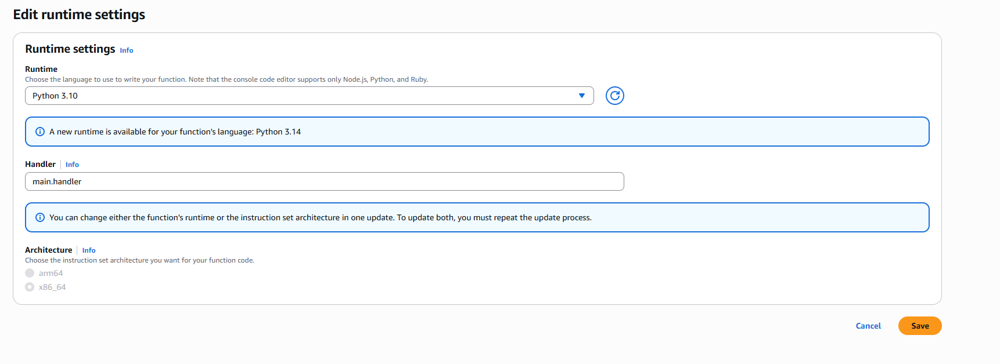 Edit runtime settings
Runtime settings Info
Runtime
Choose the language to use to write your function. Note that the console code editor supports only Node.js, Python, and Ruby.
Python 3.10
A new runtime is available for your function's language: Python 3.14
Handler Info
main.handler
You can change either the function's runtime or the instruction set architecture in one update. To update both, you must repeat the update process.
Architecture Info
Choose the instruction set architecture you want for your function code.
arm64
x86_64
Cancel Save